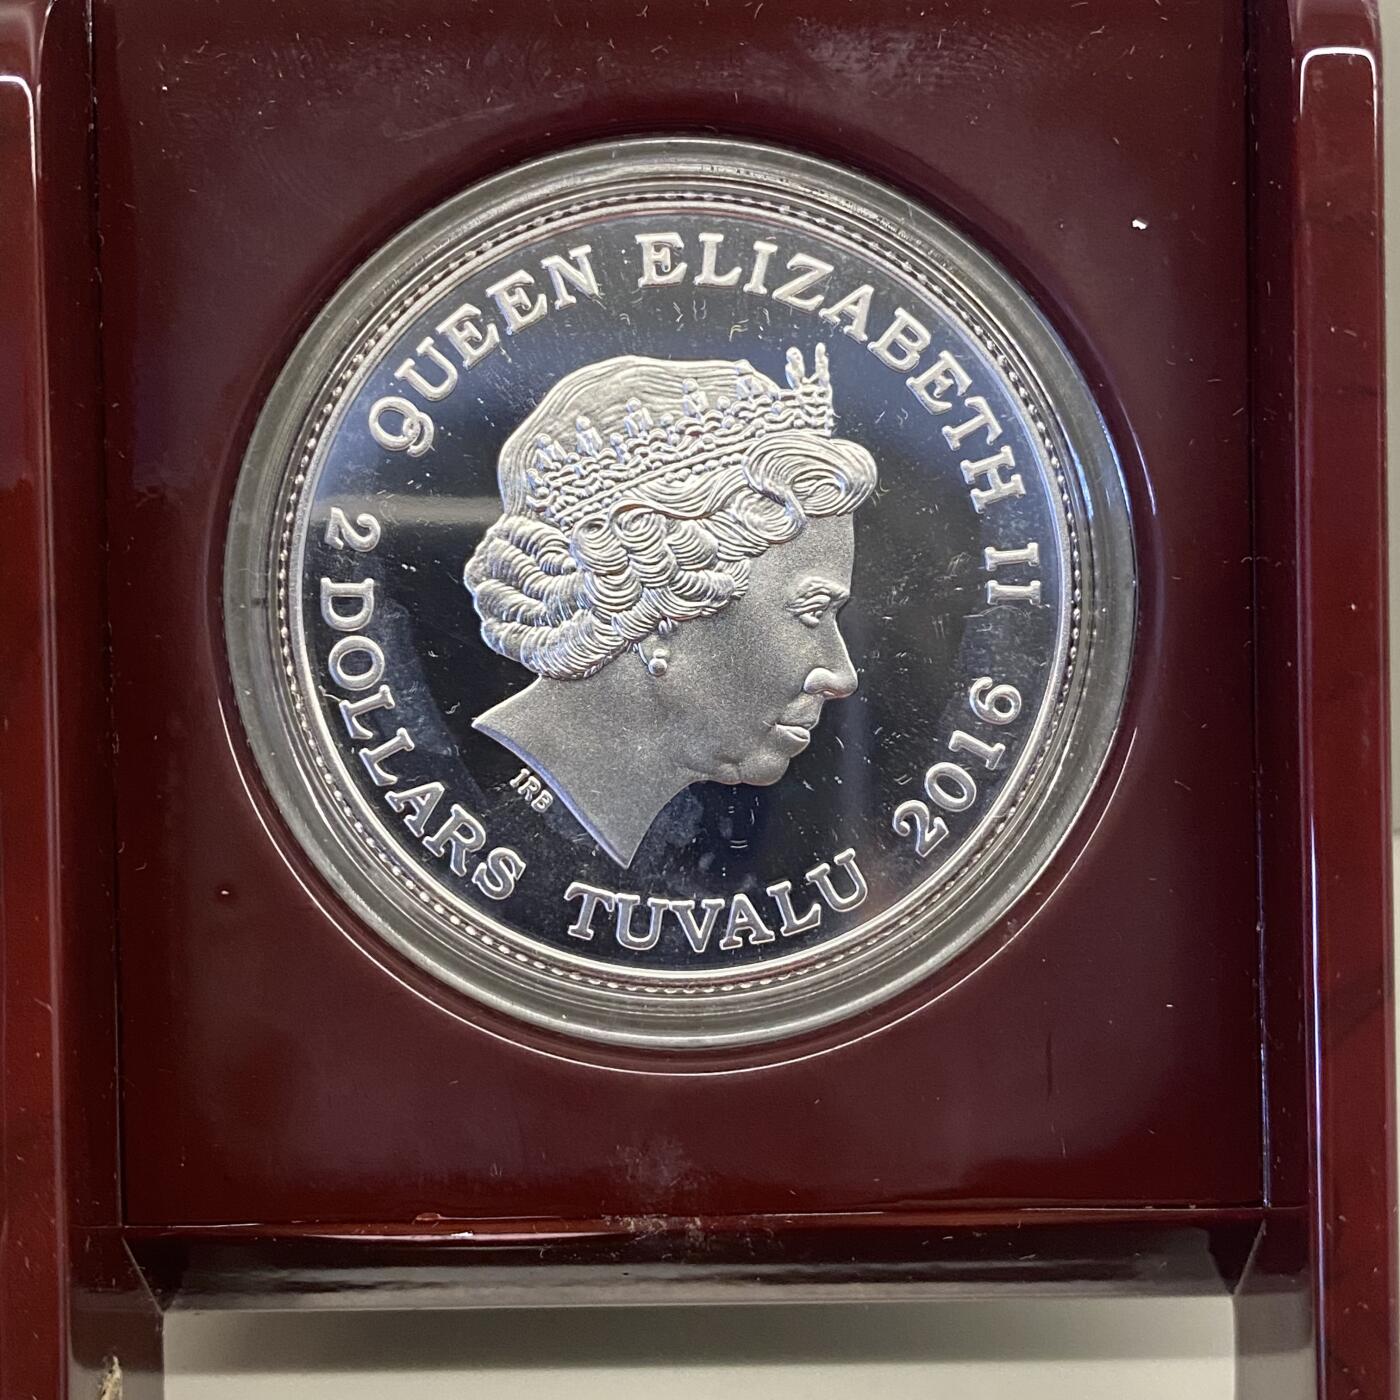 QUEEN ELIZABETH II
2 DOLLARS TUVALU 2016
IRB